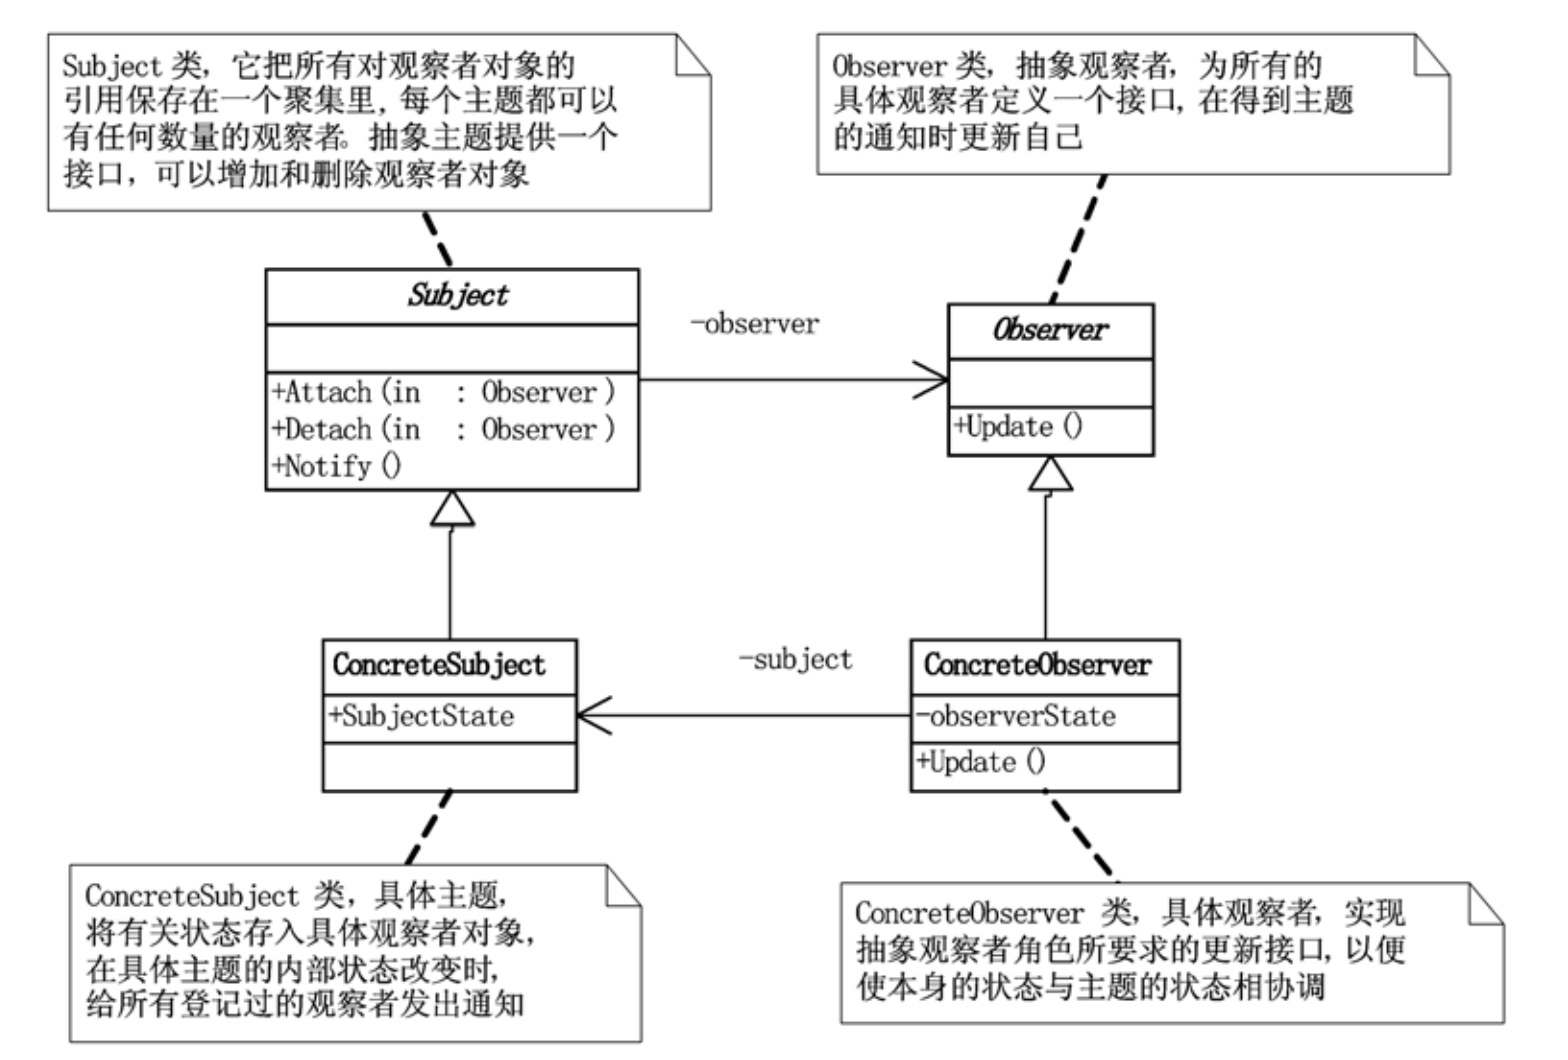 Subject 类，它把所有对观察者对象的
引用保存在一个聚集里，每个主题都可以
有任何数量的观察者。抽象主题提供一个
接口，可以增加和删除观察者对象
Observer 类，抽象观察者，为所有的
具体观察者定义一个接口，在得到主题
的通知时更新自己
Subject
+Attach(in : Observer)
+Detach(in : Observer)
+Notify()
-observer
Observer
+Update()
ConcreteSubject
+SubjectState
-subject
ConcreteObserver
-observerState
+Update()
ConcreteSubject 类，具体主题，
将有关状态存入具体观察者对象，
在具体主题的内部状态改变时，
给所有登记过的观察者发出通知
ConcreteObserver 类，具体观察者，实现
抽象观察者角色所要求的更新接口，以便
使本身的状态与主题的状态相协调